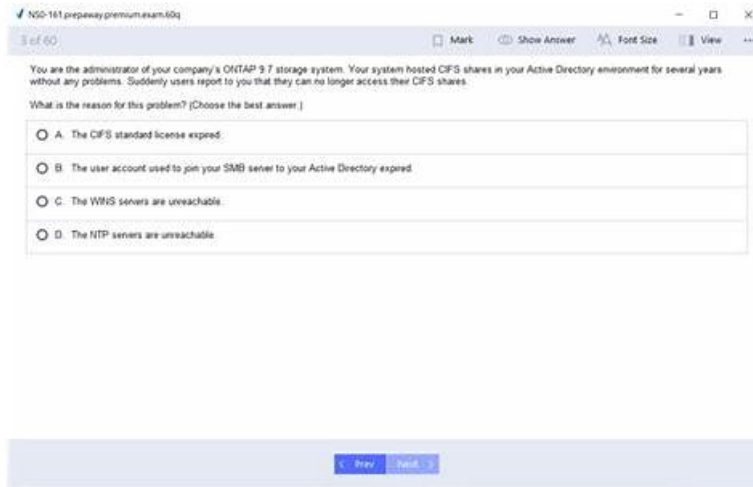 NS0-161.prepaway.premium.exam.60q
3 of 60
Mark
Show Answer
Font Size
View
You are the administrator of your company's ONTAP 9.7 storage system. Your system hosted CIFS shares in your Active Directory environment for several years
without any problems. Suddenly users report to you that they can no longer access their CIFS shares.
What is the reason for this problem? (Choose the best answer.)
A. The CIFS standard license expired.
B. The user account used to join your SMB server to your Active Directory expired.
C. The WINS servers are unreachable.
D. The NTP servers are unreachable.
Prev
Next